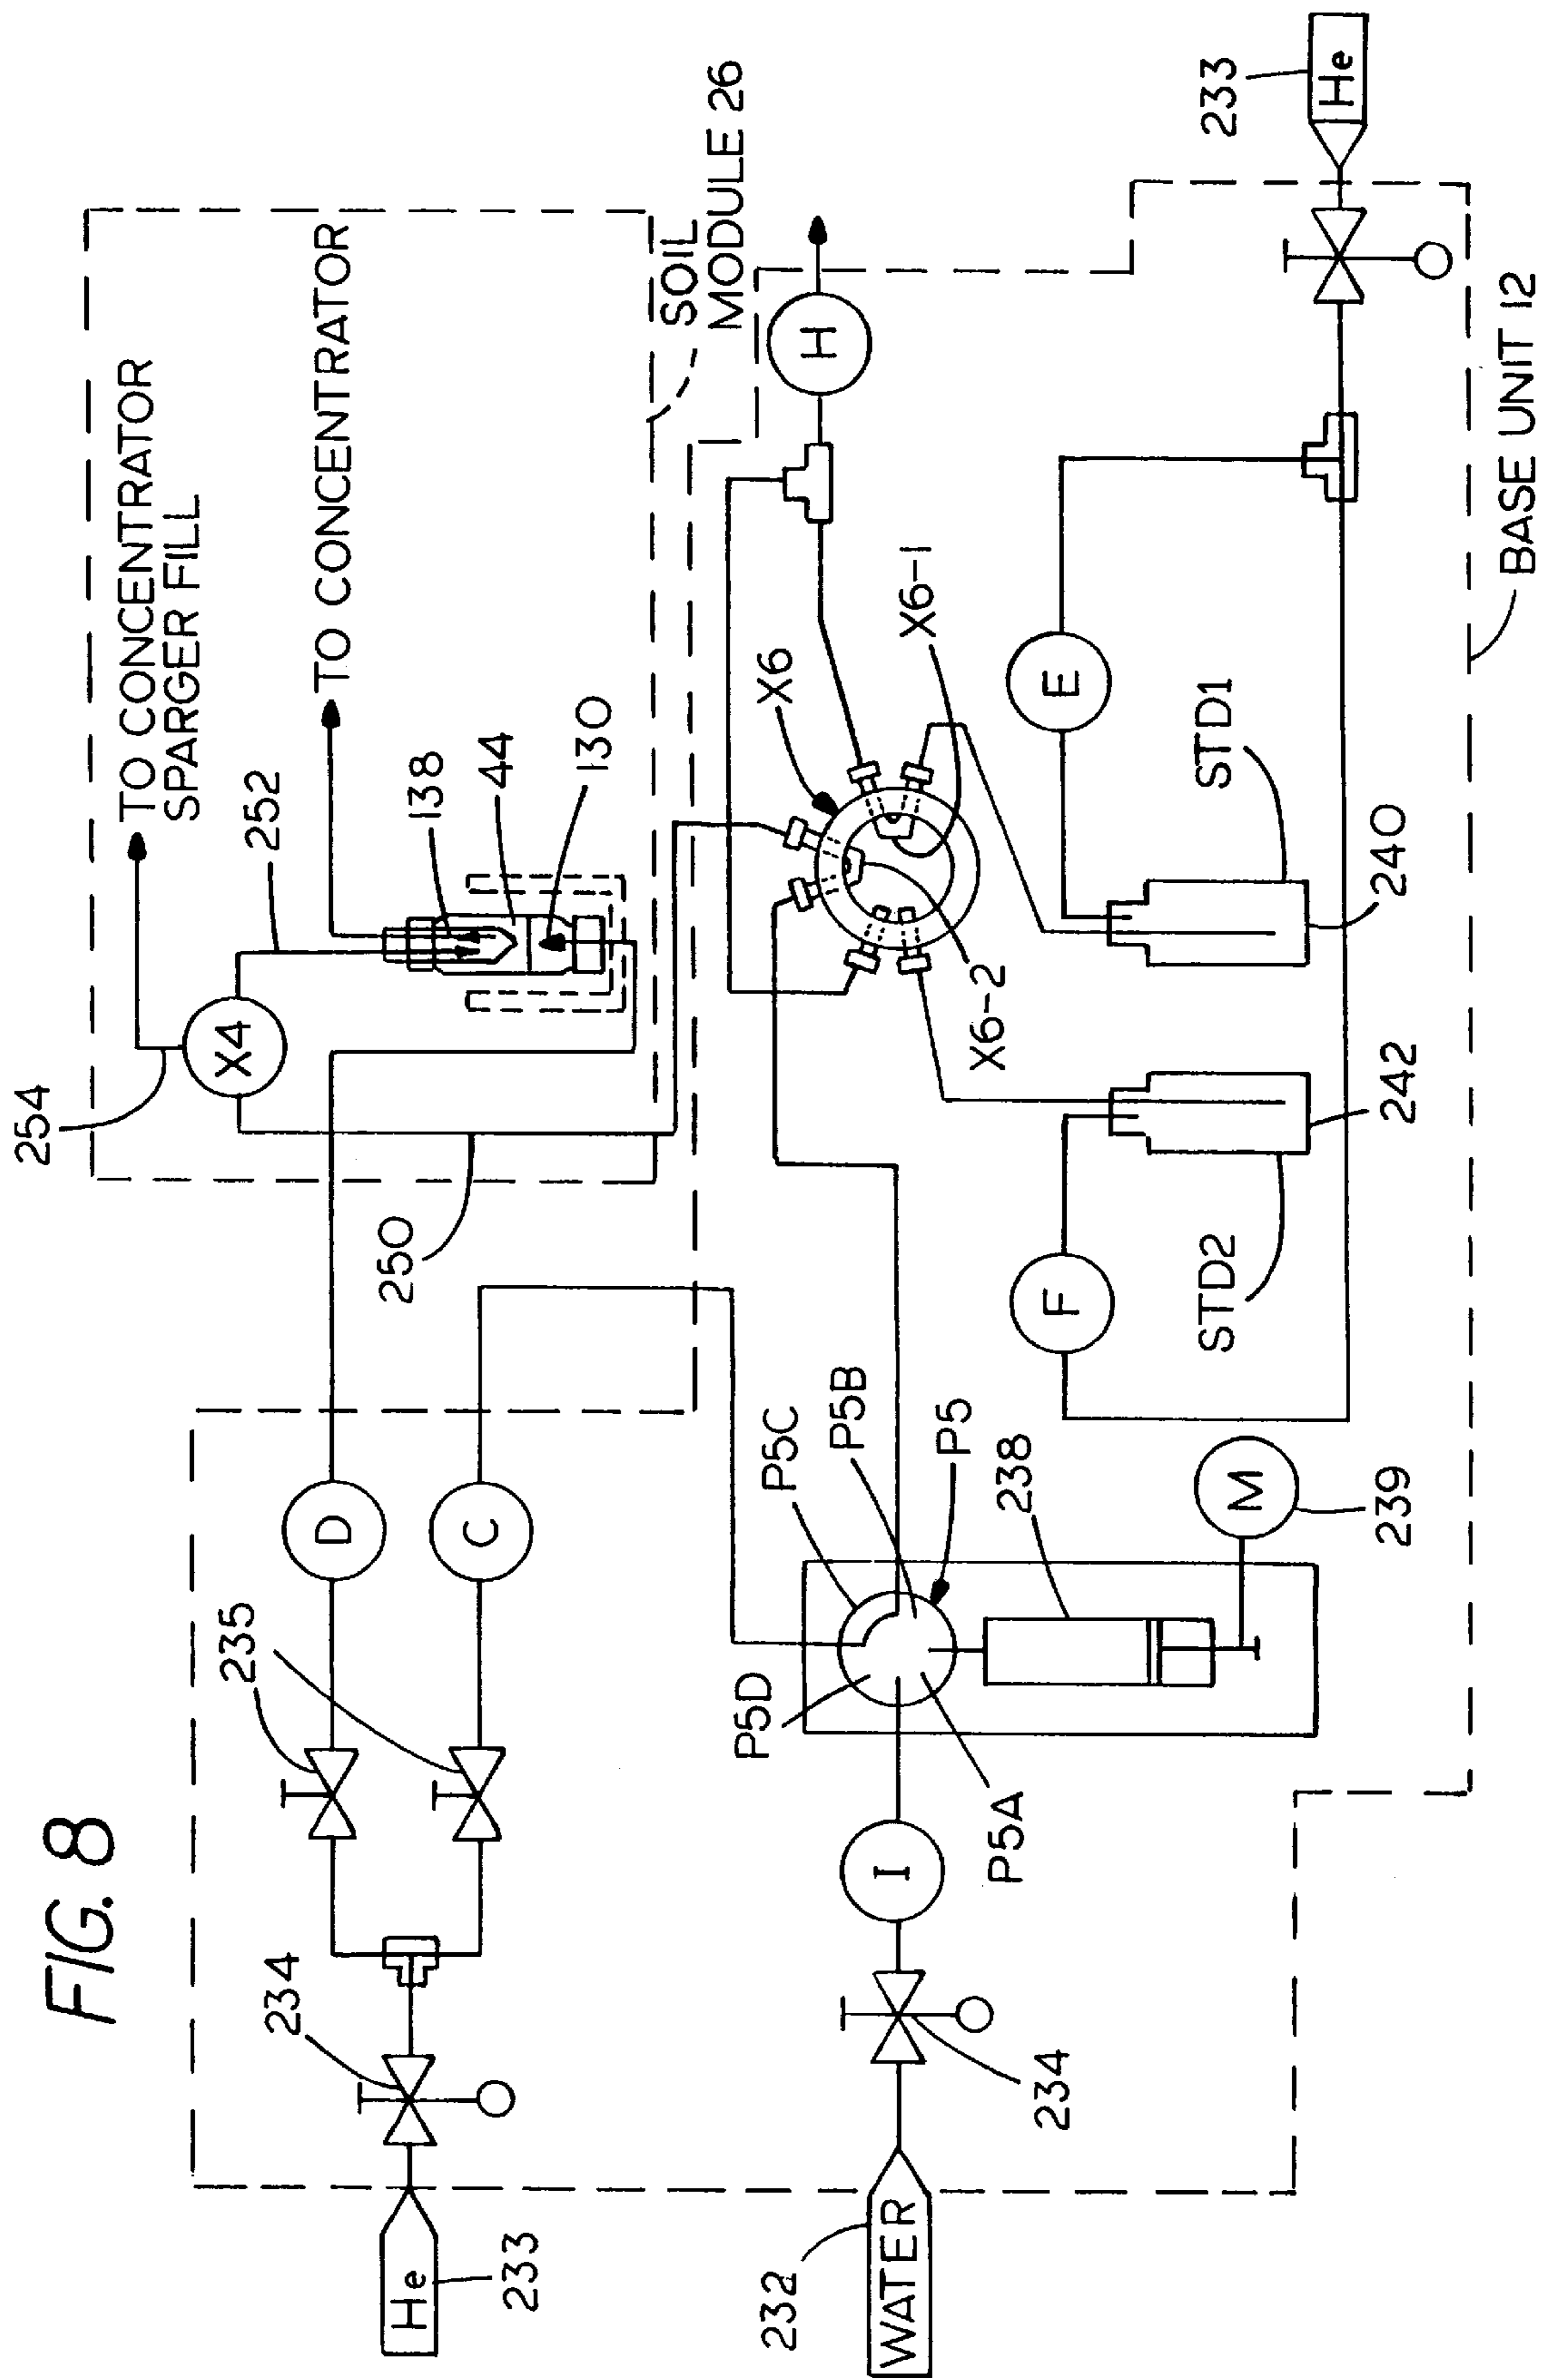 FIG. 8
254
TO CONCENTRATOR
SPARGER FILL
252
TO CONCENTRATOR
X4
138
44
130
250
SOIL
MODULE 26
He
233
234
235
D
C
H
X6
X6-1
X6-2
P5C
P5B
P5
P5D
P5A
238
M
239
I
234
WATER
232
F
E
STD2
242
STD1
240
233
He
BASE UNIT 12